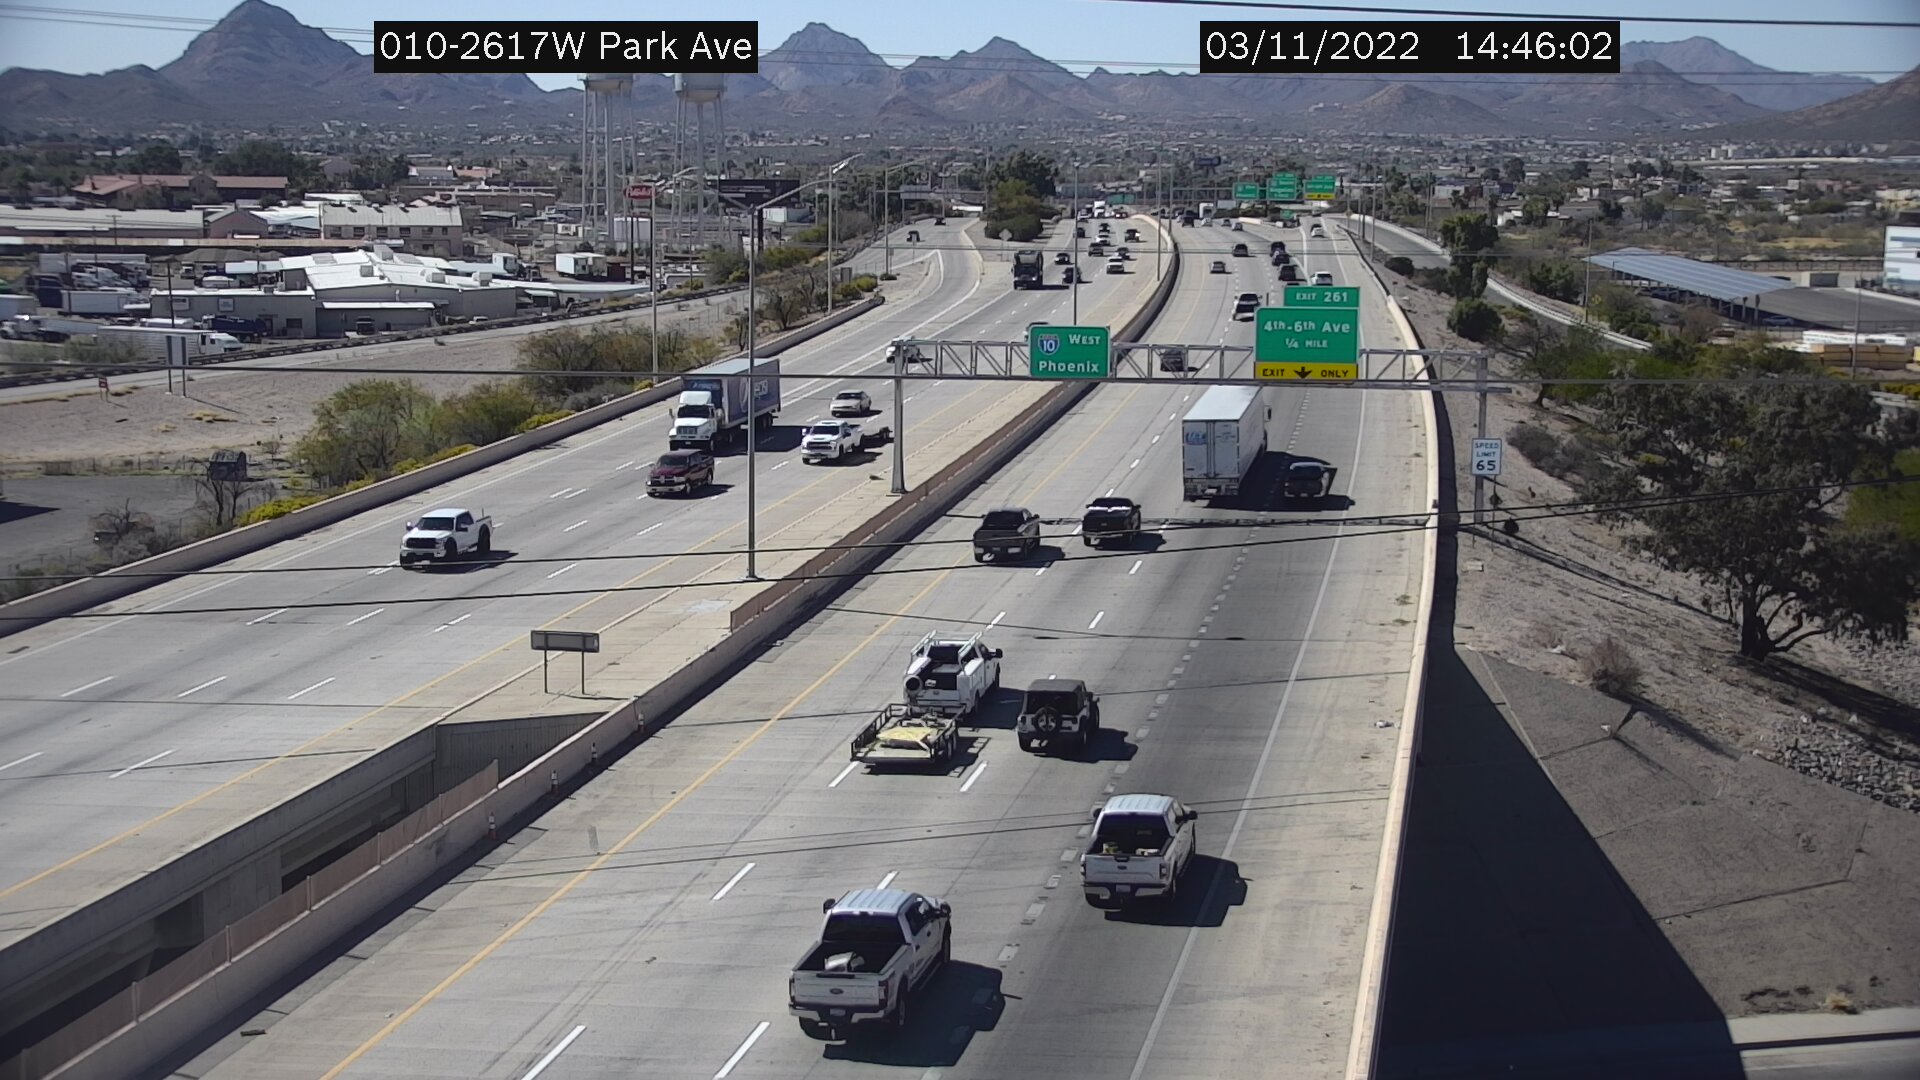 010-2617W Park Ave
03/11/2022 14:46:02
EXIT 261
10 WEST
Phoenix
4th-6th Ave
1/4 MILE
EXIT ONLY
SPEED
LIMIT
65